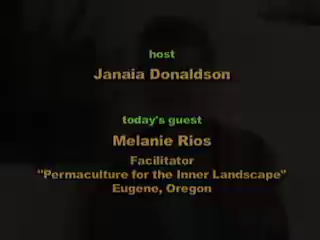 host
Janaia Donaldson
today's guest
Melanie Rios
Facilitator
"Permaculture for the Inner Landscape"
Eugene, Oregon